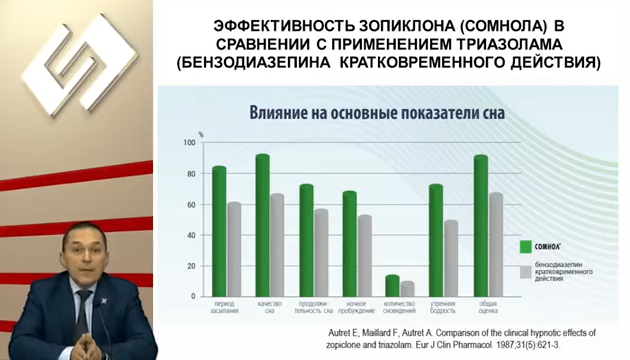 ЭФФЕКТИВНОСТЬ ЗОПИКЛОНА (СОМНОЛА) В
СРАВНЕНИИ С ПРИМЕНЕНИЕМ ТРИАЗОЛАМА
(БЕНЗОДИАЗЕПИНА КРАТКОВРЕМЕННОГО ДЕЙСТВИЯ)
Влияние на основные показатели сна
%
100
80
60
40
20
0
период засыпания
качество сна
продолжи- тельность сна
ночное пробуждение
количество сновидений
утренняя бодрость
общая оценка
СОМНОЛ®
бензодиазепин
кратковременного
действия
Autret E, Maillard F, Autret A. Comparison of the clinical hypnotic effects of
zopiclone and triazolam. Eur J Clin Pharmacol. 1987;31(5) 621-3.